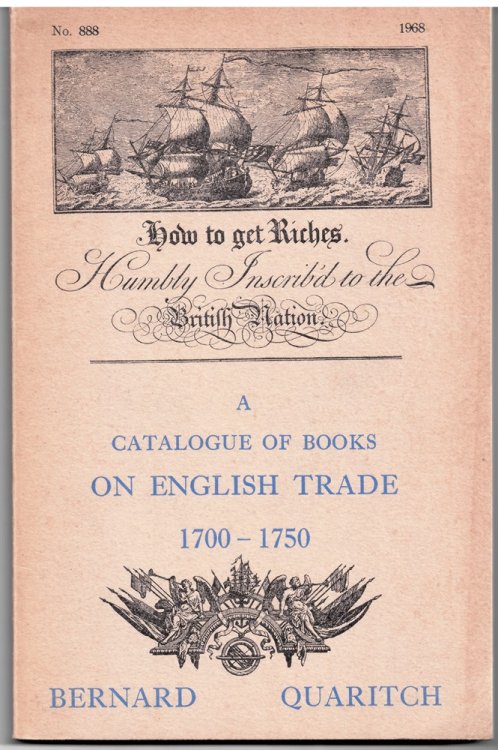 No. 888 1968
How to get Riches.
Humbly Inscrib'd to the
British Nation.
A
CATALOGUE OF BOOKS
ON ENGLISH TRADE
1700 – 1750
BERNARD QUARITCH